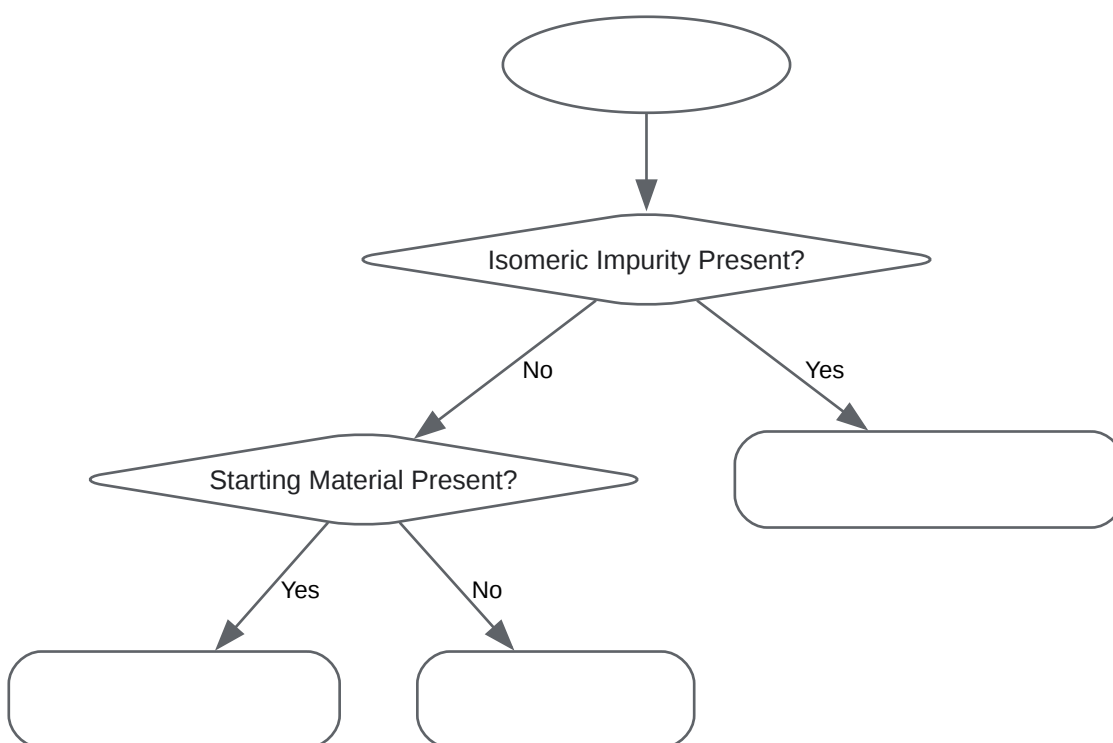 Isomeric Impurity Present?
No
Yes
Starting Material Present?
Yes
No